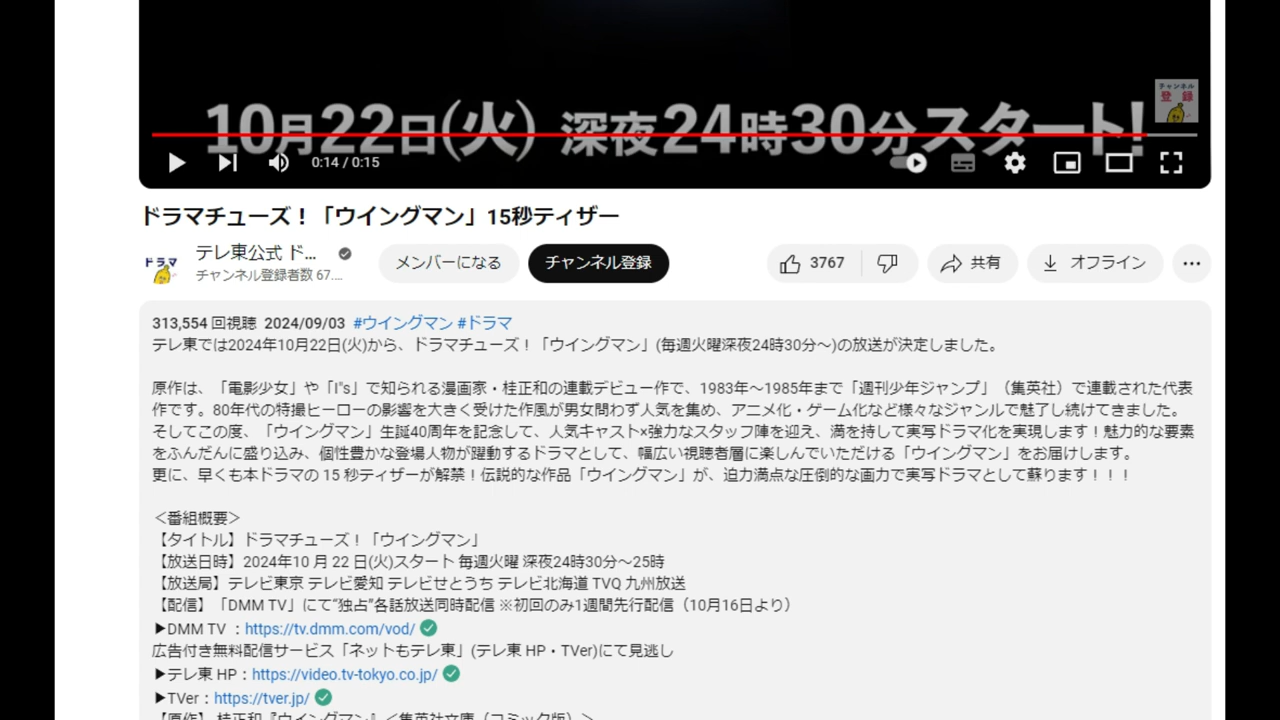 10月22日(火) 深夜24時30分スタート!
チャンネル
登録
0:14 / 0:15
ドラマチューズ！「ウイングマン」15秒ティザー
ドラマ
テレ東公式 ド...
チャンネル登録者数 67....
メンバーになる
チャンネル登録
3767
共有
オフライン
313,554 回視聴 2024/09/03 #ウイングマン #ドラマ
テレ東では2024年10月22日(火)から、ドラマチューズ！「ウイングマン」(毎週火曜深夜24時30分〜)の放送が決定しました。
原作は、「電影少女」や「I"s」で知られる漫画家・桂正和の連載デビュー作で、1983年〜1985年まで「週刊少年ジャンプ」（集英社）で連載された代表
作です。80年代の特撮ヒーローの影響を大きく受けた作風が男女問わず人気を集め、アニメ化・ゲーム化など様々なジャンルで魅了し続けてきました。
そしてこの度、「ウイングマン」生誕40周年を記念して、人気キャスト×強力なスタッフ陣を迎え、満を持して実写ドラマ化を実現します！魅力的な要素
をふんだんに盛り込み、個性豊かな登場人物が躍動するドラマとして、幅広い視聴者層に楽しんでいただける「ウイングマン」をお届けします。
更に、早くも本ドラマの 15 秒ティザーが解禁！伝説的な作品「ウイングマン」が、迫力満点な圧倒的な画力で実写ドラマとして蘇ります！！！
＜番組概要＞
【タイトル】ドラマチューズ！「ウイングマン」
【放送日時】2024年10 月 22 日(火)スタート 毎週火曜 深夜24時30分〜25時
【放送局】テレビ東京 テレビ愛知 テレビせとうち テレビ北海道 TVQ 九州放送
【配信】「DMM TV」にて“独占”各話放送同時配信 ※初回のみ1週間先行配信（10月16日より）
▶DMM TV ：https://tv.dmm.com/vod/
広告付き無料配信サービス「ネットもテレ東」(テレ東 HP・TVer)にて見逃し
▶テレ東 HP：https://video.tv-tokyo.co.jp/
▶TVer：https://tver.jp/
【原作】 桂正和『ウイングマン』＜集英社文庫（コミック版）＞